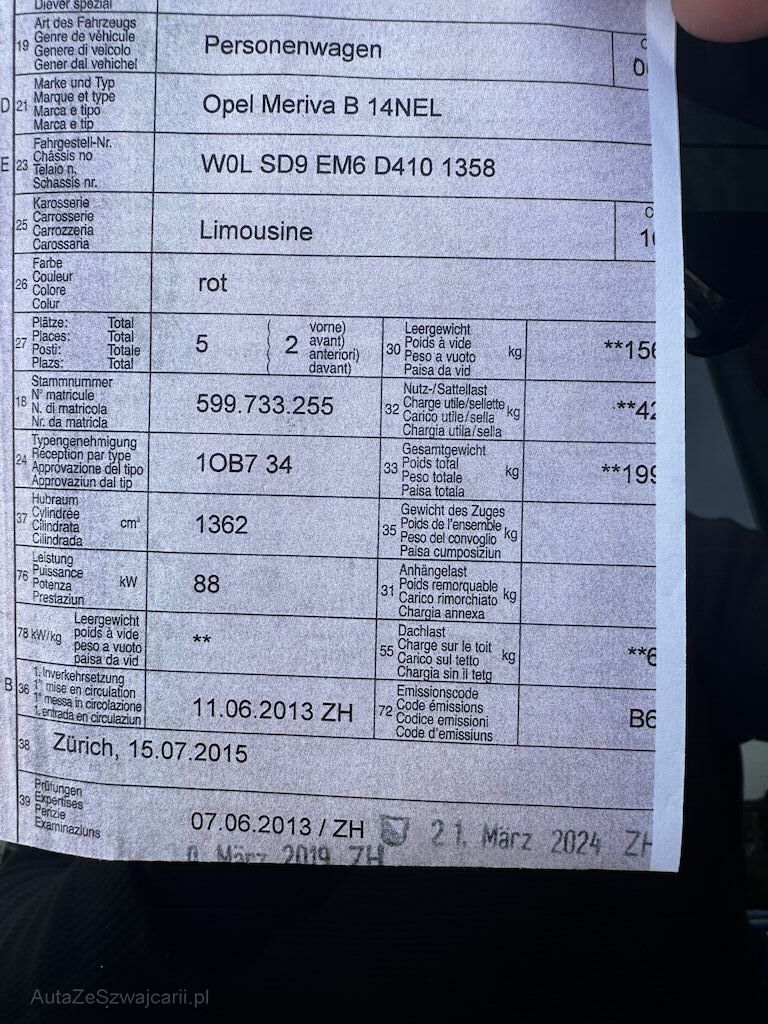 Diever spezial
19 Art des Fahrzeugs
Genre de véhicule
Genere di veicolo
Gener dal vehichel
Personenwagen
D 21 Marke und Typ
Marque et type
Marca e tipo
Marca e tip
Opel Meriva B 14NEL
E 23 Fahrgestell-Nr.
Châssis no
Telaio n.
Schassis nr.
W0L SD9 EM6 D410 1358
25 Karosserie
Carrosserie
Carrozzeria
Carossaria
Limousine
26 Farbe
Couleur
Colore
Colur
rot
27 Plätze: Total
Places: Total
Posti: Totale
Plazs: Total
5 ( 2 vorne)
avant)
anteriori)
davant)
30 Leergewicht
Poids à vide
Peso a vuoto
Paisa da vid
kg **156
18 Stammnummer
N° matricule
N. di matricola
Nr. da matricla
599.733.255
32 Nutz-/Sattellast
Charge utile/sellette
Carico utile/sella
Chargia utila/sella
kg **42
24 Typengenehmigung
Réception par type
Approvazione del tipo
Approvaziun dal tip
1OB7 34
33 Gesamtgewicht
Poids total
Peso totale
Paisa totala
kg **199
37 Hubraum
Cylindrée
Cilindrata
Cilindrada
cm³ 1362
35 Gewicht des Zuges
Poids de l'ensemble
Peso del convoglio
Paisa cumposiziun
kg
76 Leistung
Puissance
Potenza
Prestaziun
kW 88
31 Anhängelast
Poids remorquable
Carico rimorchiato
Chargia annexa
kg
78 kW/kg Leergewicht
poids à vide
peso a vuoto
paisa da vid
**
55 Dachlast
Charge sur le toit
Carico sul tetto
Chargia sin il tetg
kg **6
B 36 1. Inverkehrsetzung
1re mise en circulation
1a messa in circolazione
1. entrada en circulaziun
11.06.2013 ZH
72 Emissionscode
Code émissions
Codice emissioni
Code d'emissiuns
B6
38 Zürich, 15.07.2015
39 Prüfungen
Expertises
Perizie
Examinaziuns
07.06.2013 / ZH
21. März 2024 ZH
März 2019 ZH
AutaZeSzwajcarii.pl